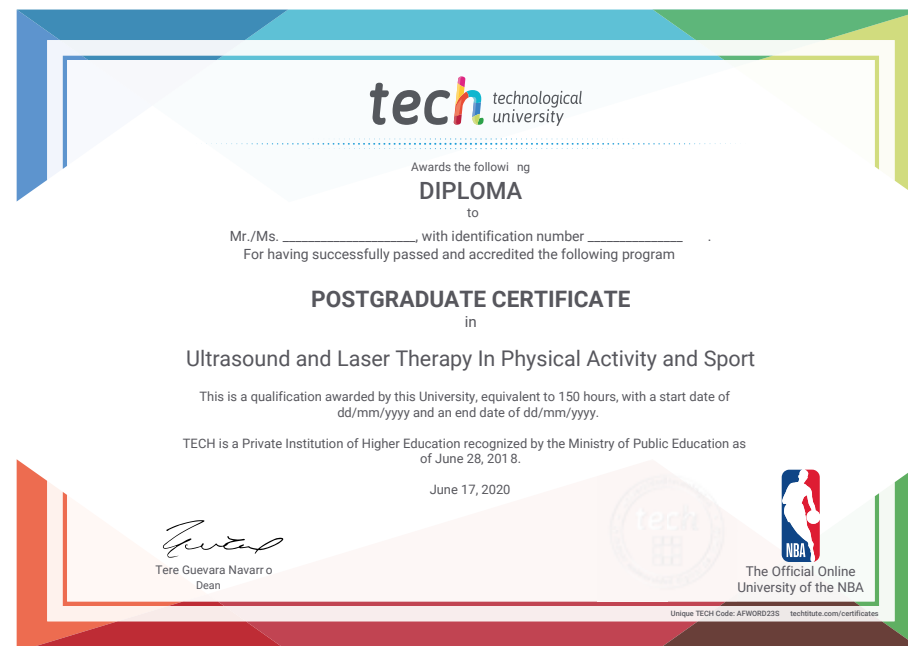 tech technological
university
Awards the followi ng
DIPLOMA
to
Mr./Ms. ____________________, with identification number ______________ .
For having successfully passed and accredited the following program
POSTGRADUATE CERTIFICATE
in
Ultrasound and Laser Therapy In Physical Activity and Sport
This is a qualification awarded by this University, equivalent to 150 hours, with a start date of
dd/mm/yyyy and an end date of dd/mm/yyyy.
TECH is a Private Institution of Higher Education recognized by the Ministry of Public Education as
of June 28, 2018.
June 17, 2020
tech
Tere Guevara Navarro
Dean
NBA
The Official Online
University of the NBA
Unique TECH Code: AFWORD23S techtitute.com/certificates